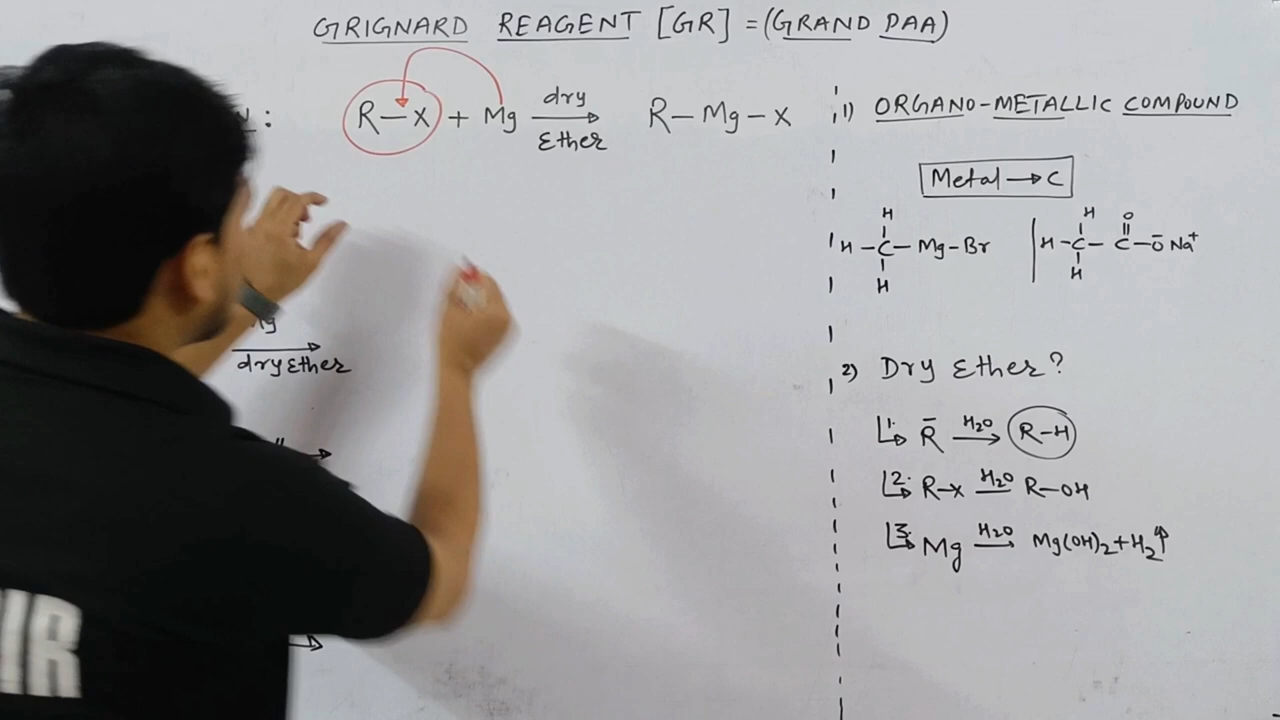 GRIGNARD REAGENT [GR] = (GRAND PAA)
: R-X + Mg dry Ether → R-Mg-X
dry Ether
1) ORGANO-METALLIC COMPOUND
Metal → C
H H O
H-C-Mg-Br | H-C-C-O⁻Na⁺
H H
2) Dry Ether?
1. R̄ H₂O → R-H
2. R-X H₂O R-OH
3. Mg H₂O → Mg(OH)₂+H₂↑
IR